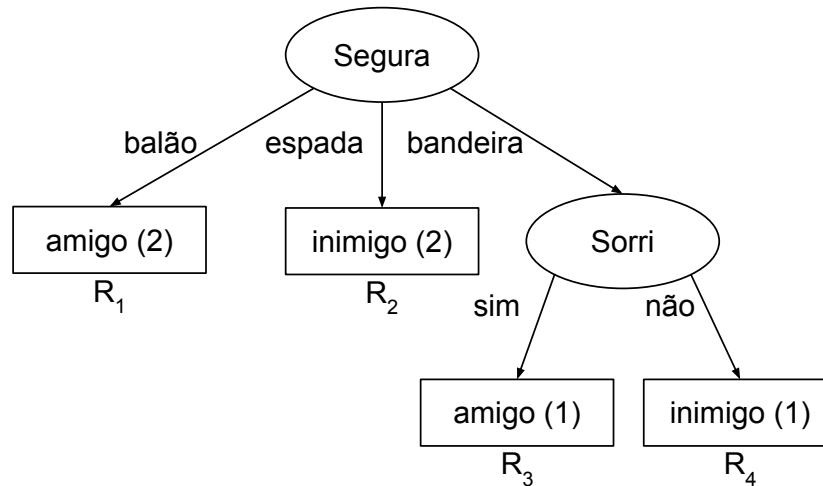 Segura
balão
espada
bandeira
amigo (2)
inimigo (2)
Sorri
R1
R2
sim
não
amigo (1)
inimigo (1)
R3
R4